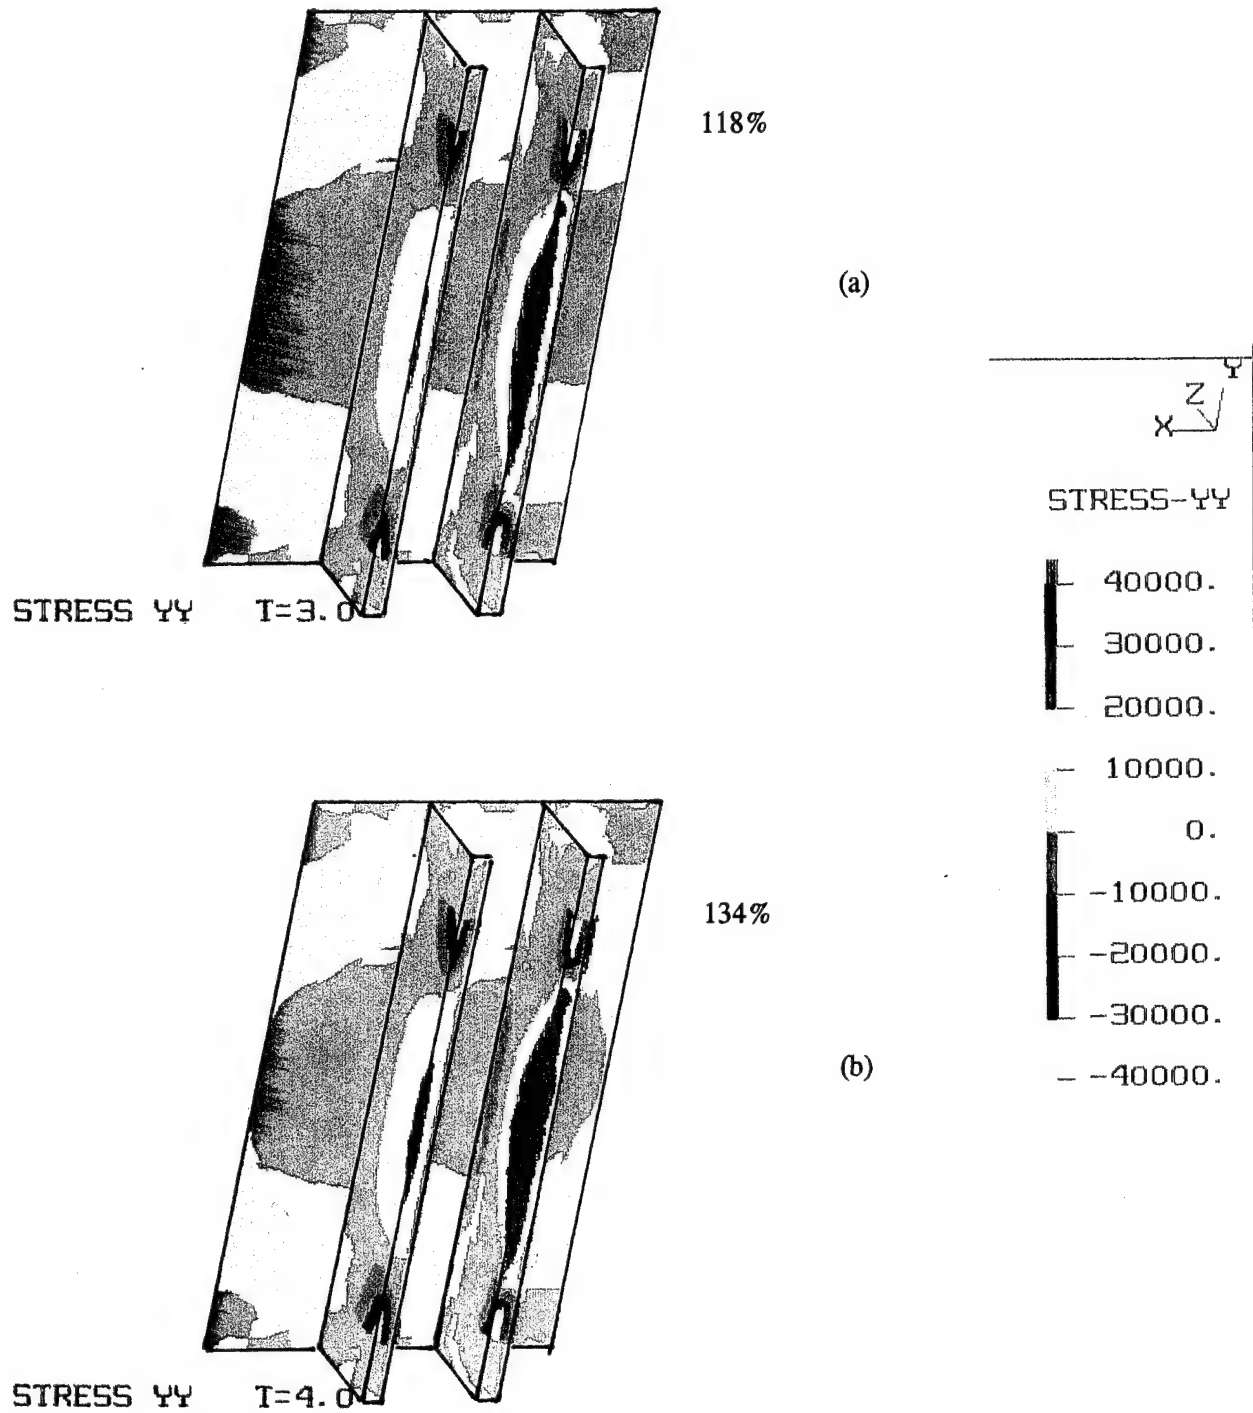 118%
(a)
STRESS YY T=3.0
Y
Z
X
STRESS-YY
40000.
30000.
20000.
10000.
0.
-10000.
-20000.
-30000.
-40000.
134%
(b)
STRESS YY T=4.0